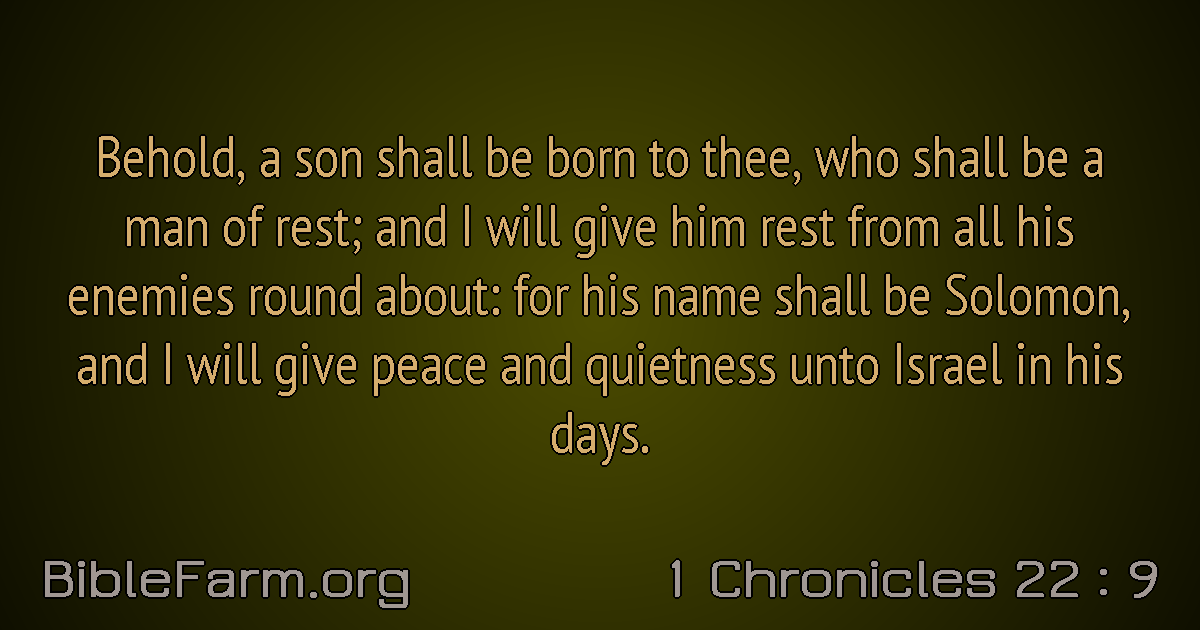 Behold, a son shall be born to thee, who shall be a
man of rest; and I will give him rest from all his
enemies round about: for his name shall be Solomon,
and I will give peace and quietness unto Israel in his
days.
BibleFarm.org
1 Chronicles 22 : 9